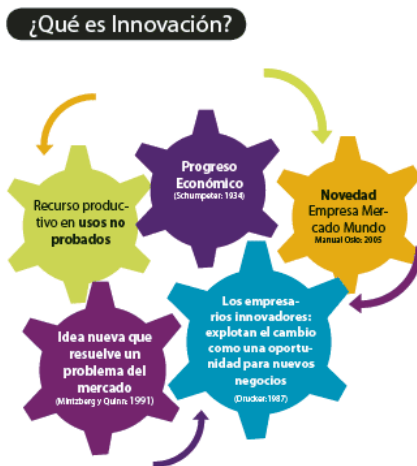 ¿Qué es Innovación?
Progreso
Económico
(Schumpeter: 1934)
Recurso produc-
tivo en usos no
probados
Novedad
Empresa Mer-
cado Mundo
Manual Oslo: 2005
Los empresa-
rios innovadores:
explotan el cambio
como una oportu-
nidad para nuevos
negocios
(Drucker:1987)
Idea nueva que
resuelve un
problema del
mercado
(Mintzberg y Quinn: 1991)